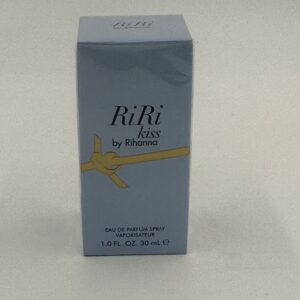 RiRi
kiss
by Rihanna
EAU DE PARFUM SPRAY
VAPORISATEUR
1.0 FL. OZ. 30 mL ℮